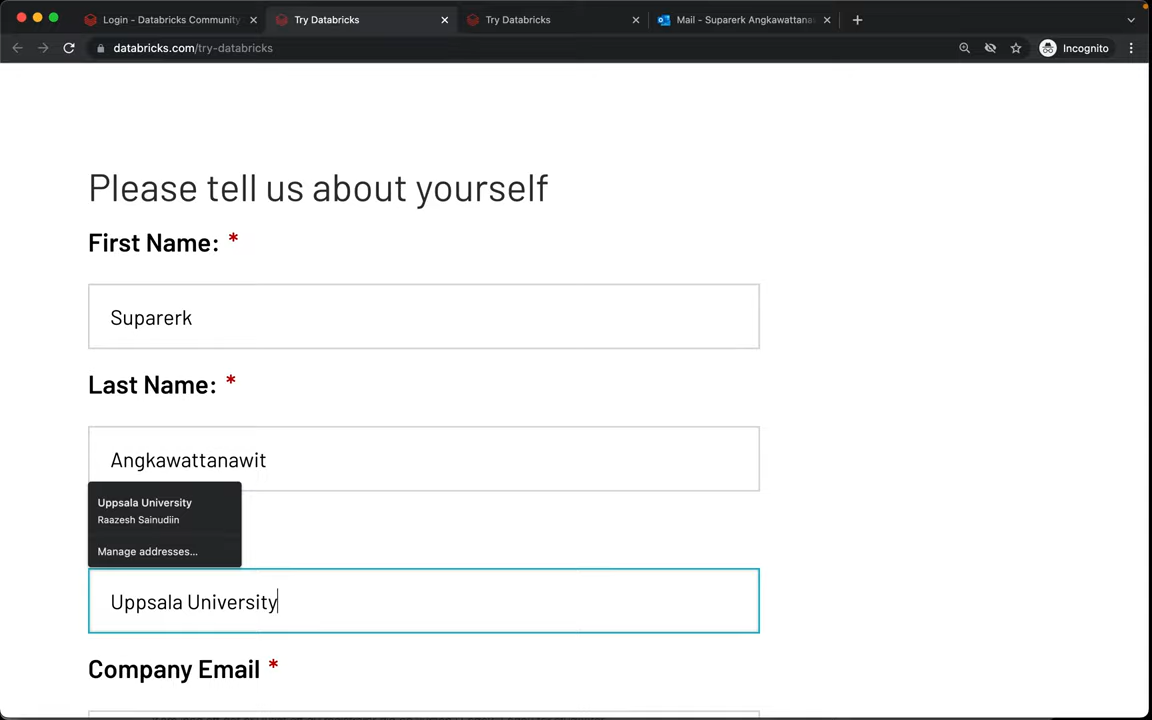 Login - Databricks Community
Try Databricks
Try Databricks
Mail - Suparerk Angkawattana
databricks.com/try-databricks
Incognito
Please tell us about yourself
First Name: *
Suparerk
Last Name: *
Angkawattanawit
Uppsala University
Raazesh Sainudiin
Manage addresses...
Uppsala University
Company Email *